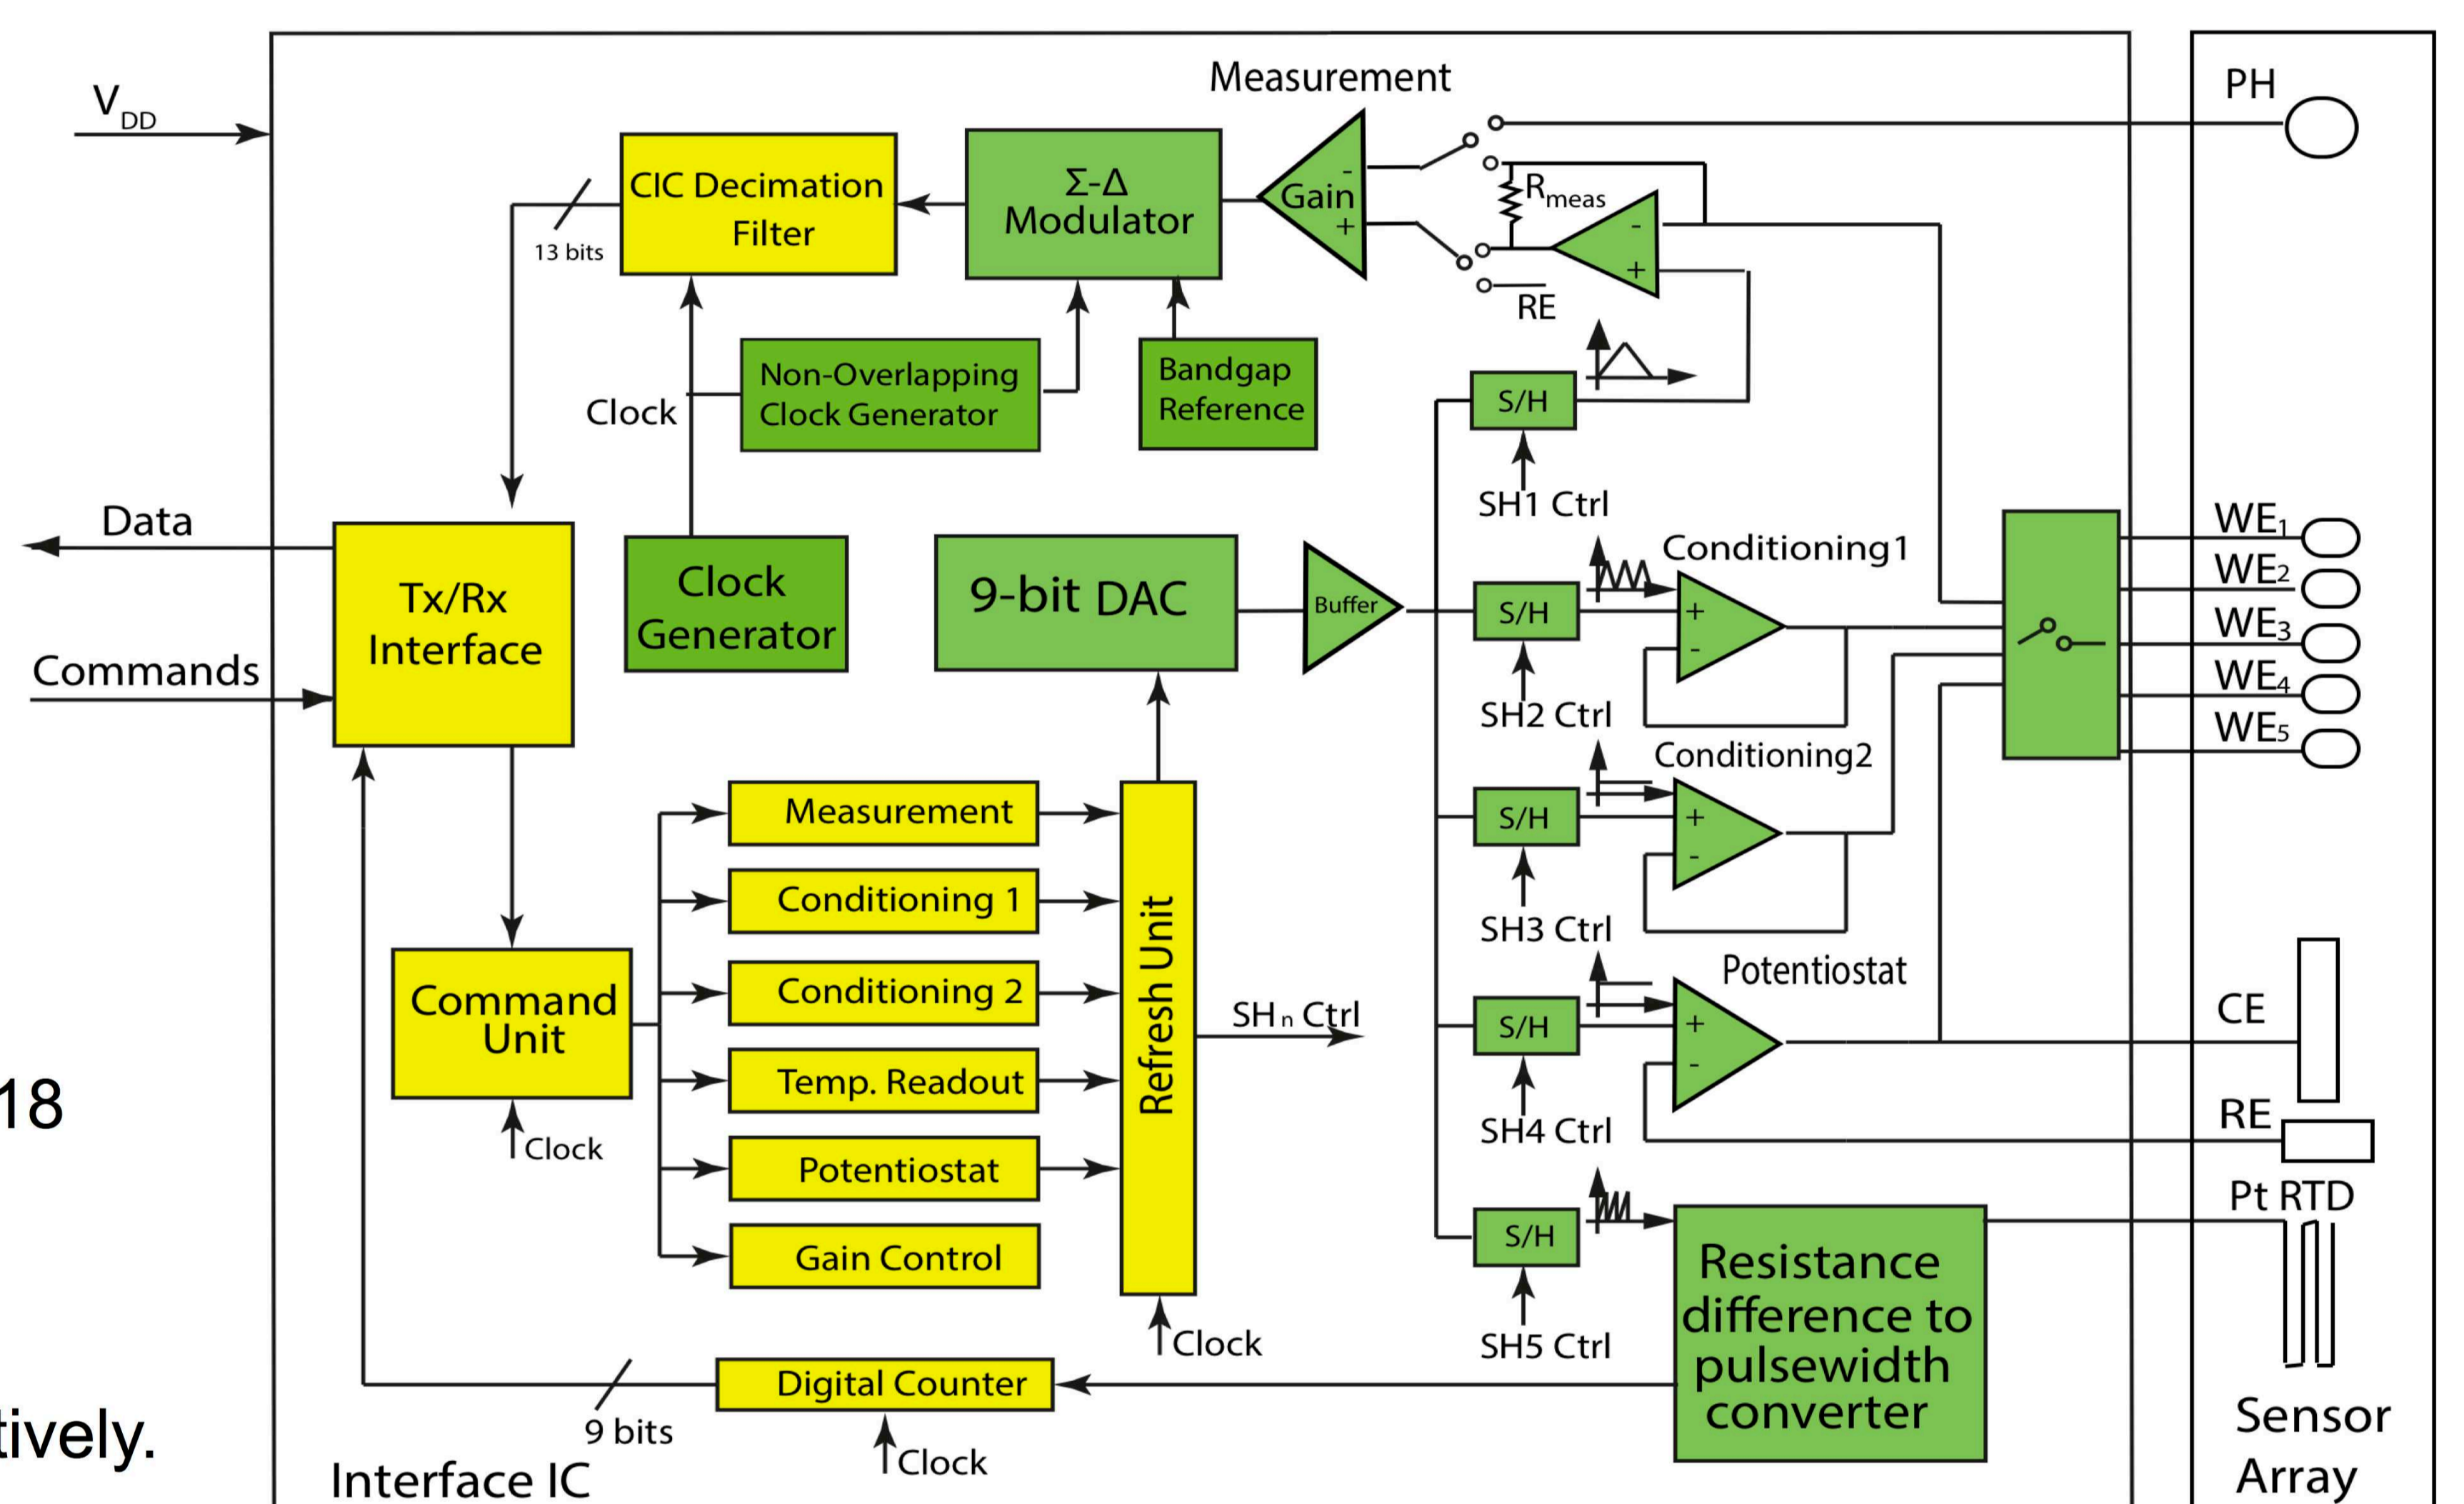 Measurement
PH
V
DD
CIC Decimation
Filter
Σ-Δ
Modulator
-
Gain
+
R
meas
-
+
13 bits
RE
Non-Overlapping
Clock Generator
Bandgap
Reference
Clock
S/H
SH1 Ctrl
Data
Tx/Rx
Interface
Commands
Clock
Generator
9-bit DAC
Buffer
Conditioning1
S/H
+
-
SH2 Ctrl
WE1
WE2
WE3
WE4
WE5
Conditioning2
S/H
+
-
SH3 Ctrl
Measurement
Conditioning 1
Conditioning 2
Temp. Readout
Potentiostat
Gain Control
Command
Unit
Clock
Refresh Unit
SHn Ctrl
Clock
Potentiostat
S/H
+
-
SH4 Ctrl
CE
RE
Pt RTD
S/H
SH5 Ctrl
Resistance
difference to
pulsewidth
converter
Digital Counter
9 bits
Clock
Interface IC
Sensor
Array
18
tively.